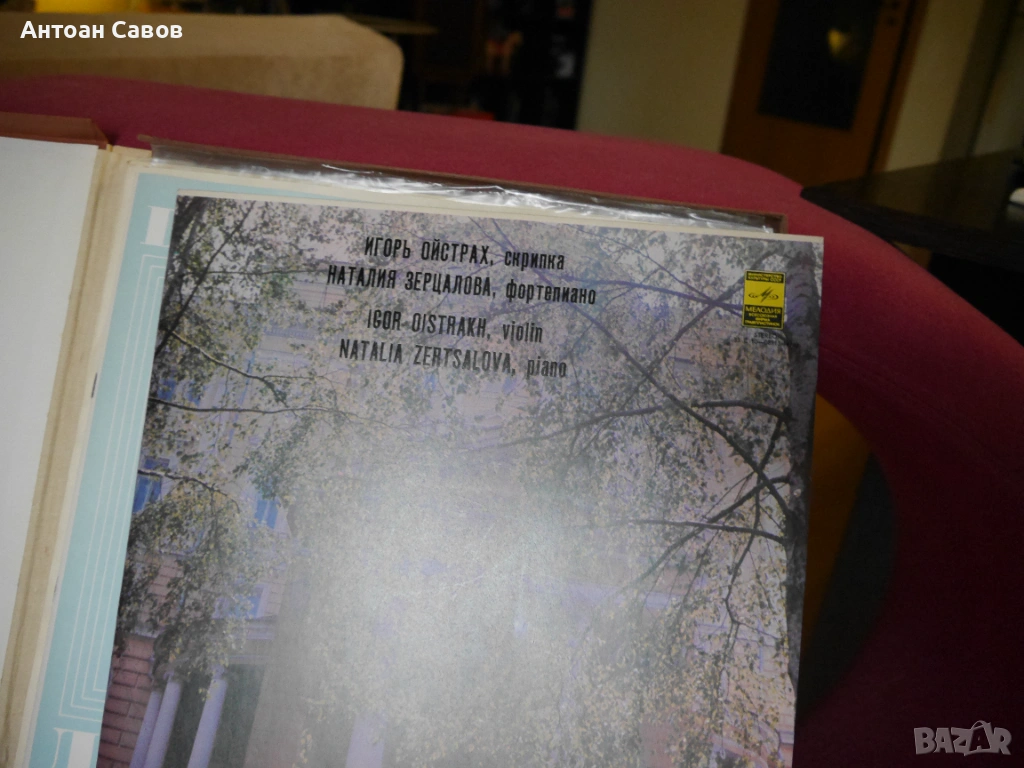 Антоан Савов
ИГОРЬ ОЙСТРАХ, скрипка
НАТАЛИЯ ЗЕРЦАЛОВА, фортепиано
IGOR OISTRAKH, violin
NATALIA ZERTSALOVA, piano
МЕЛОДИЯ
BAZAR